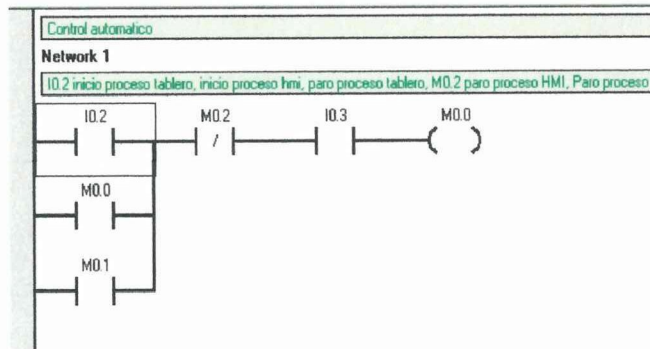 Control automatico
Network 1
I0.2 inicio proceso tablero, inicio proceso hmi, paro proceso tablero, M0.2 paro proceso HMI, Paro proceso
I0.2 M0.2 I0.3 M0.0
/
M0.0
M0.1